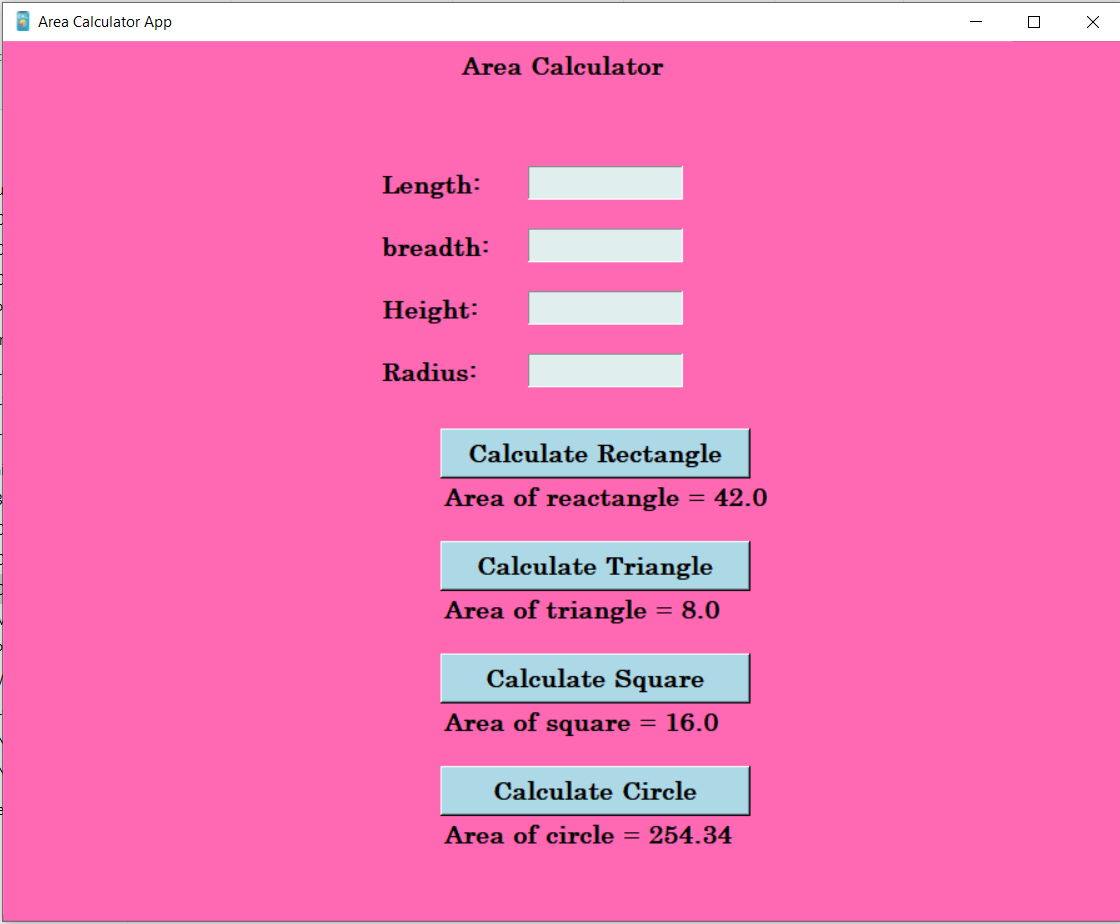 Area Calculator App
Area Calculator
Length:
breadth:
Height:
Radius:
Calculate Rectangle
Area of reactangle = 42.0
Calculate Triangle
Area of triangle = 8.0
Calculate Square
Area of square = 16.0
Calculate Circle
Area of circle = 254.34